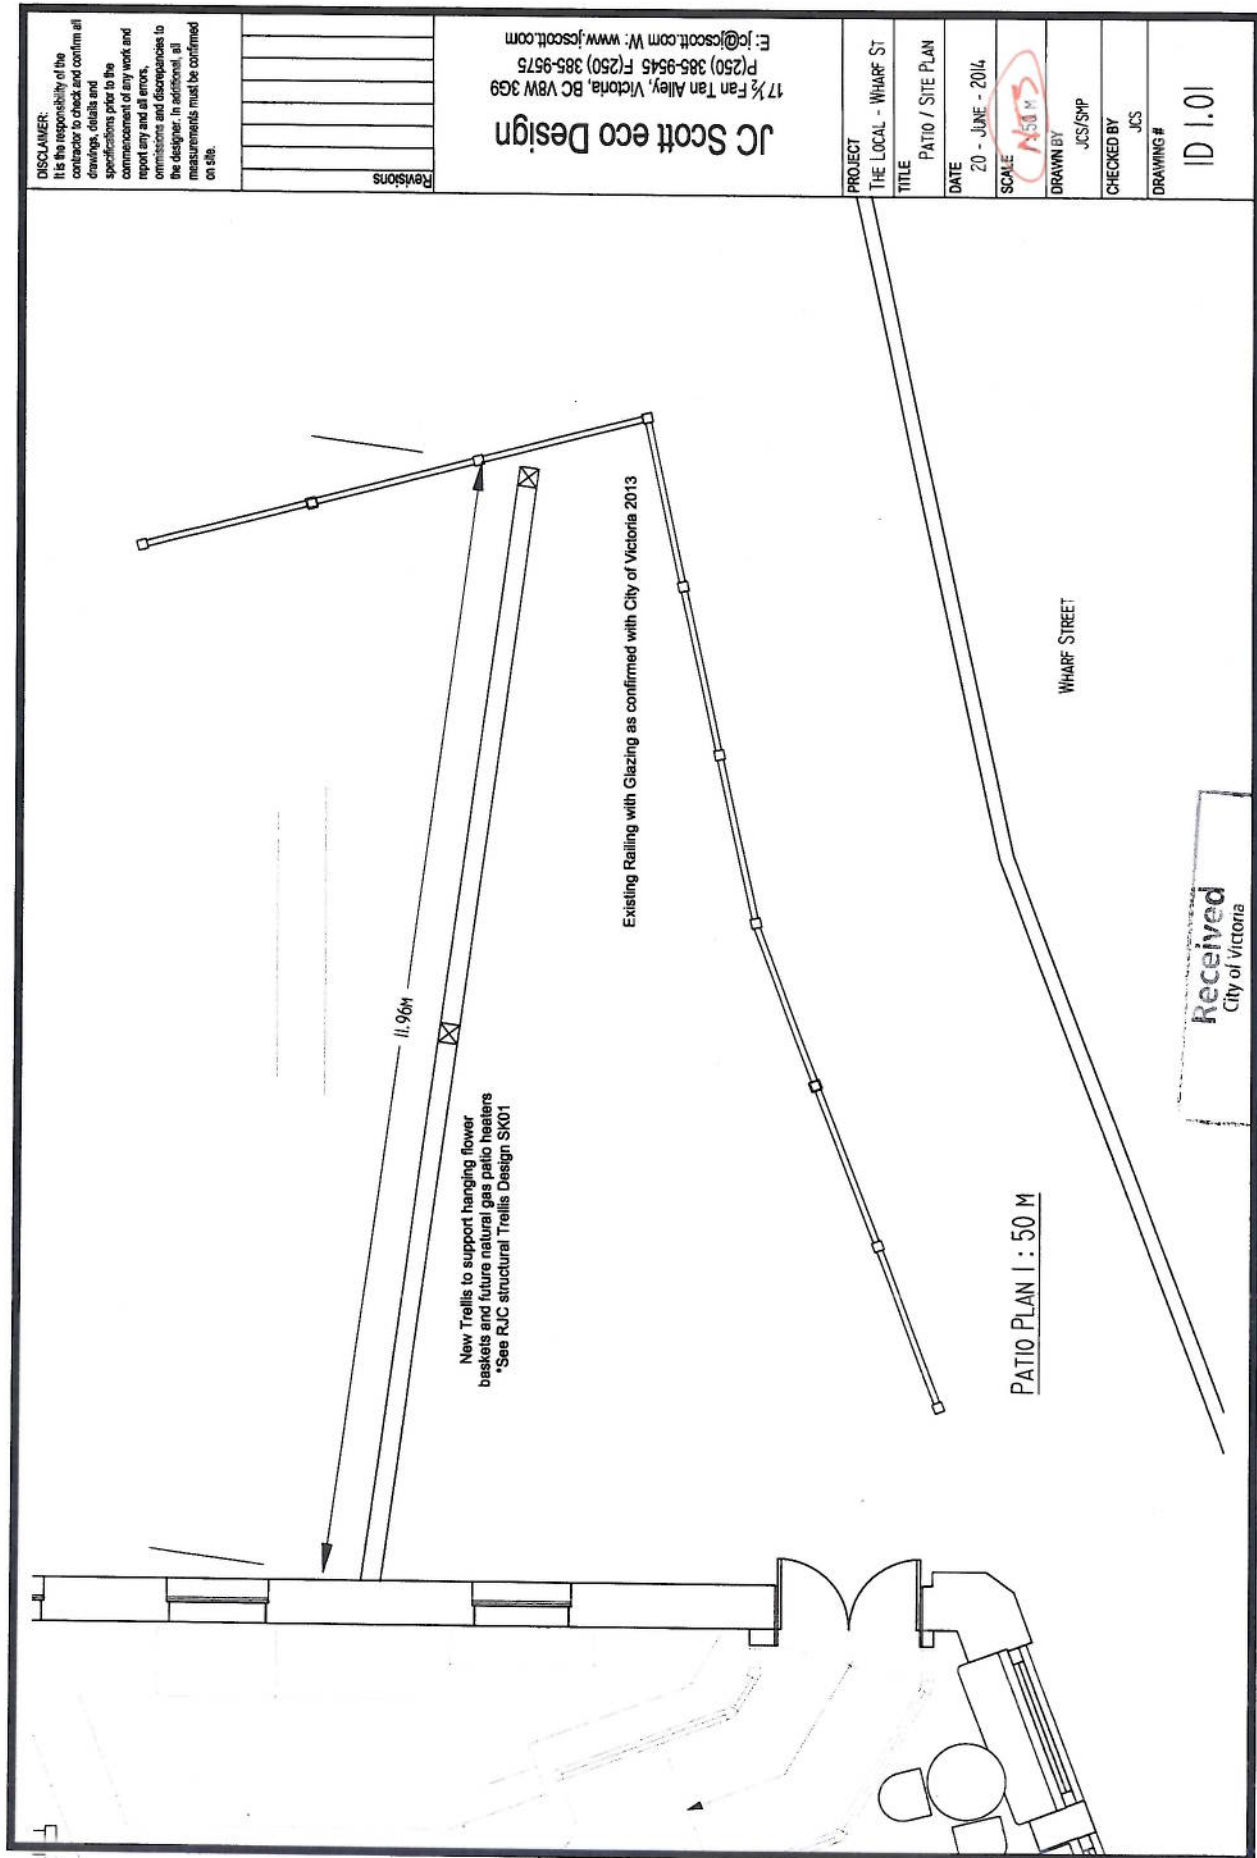 DISCLAIMER:
It is the responsibility of the
contractor to check and confirm all
drawings, details and
specifications prior to the
commencement of any work and
report any and all errors,
ommissions and discrepancies to
the designer. In additional, all
measurements must be confirmed
on site.
Revisions
JC Scott eco Design
17 ½ Fan Tan Alley, Victoria, BC V8W 3G9
P(250) 385-9545 F(250) 385-9575
E: jc@jcscott.com W: www.jcscott.com
PROJECT
THE LOCAL - WHARF ST
TITLE
PATIO / SITE PLAN
DATE
20 - JUNE - 2014
SCALE
NTS
DRAWN BY
JCS/SMP
CHECKED BY
JCS
DRAWING #
ID 1.01
11.96M
New Trellis to support hanging flower
baskets and future natural gas patio heaters
*See RJC structural Trellis Design SK01
Existing Railing with Glazing as confirmed with City of Victoria 2013
WHARF STREET
PATIO PLAN 1 : 50 M
Received
City of Victoria